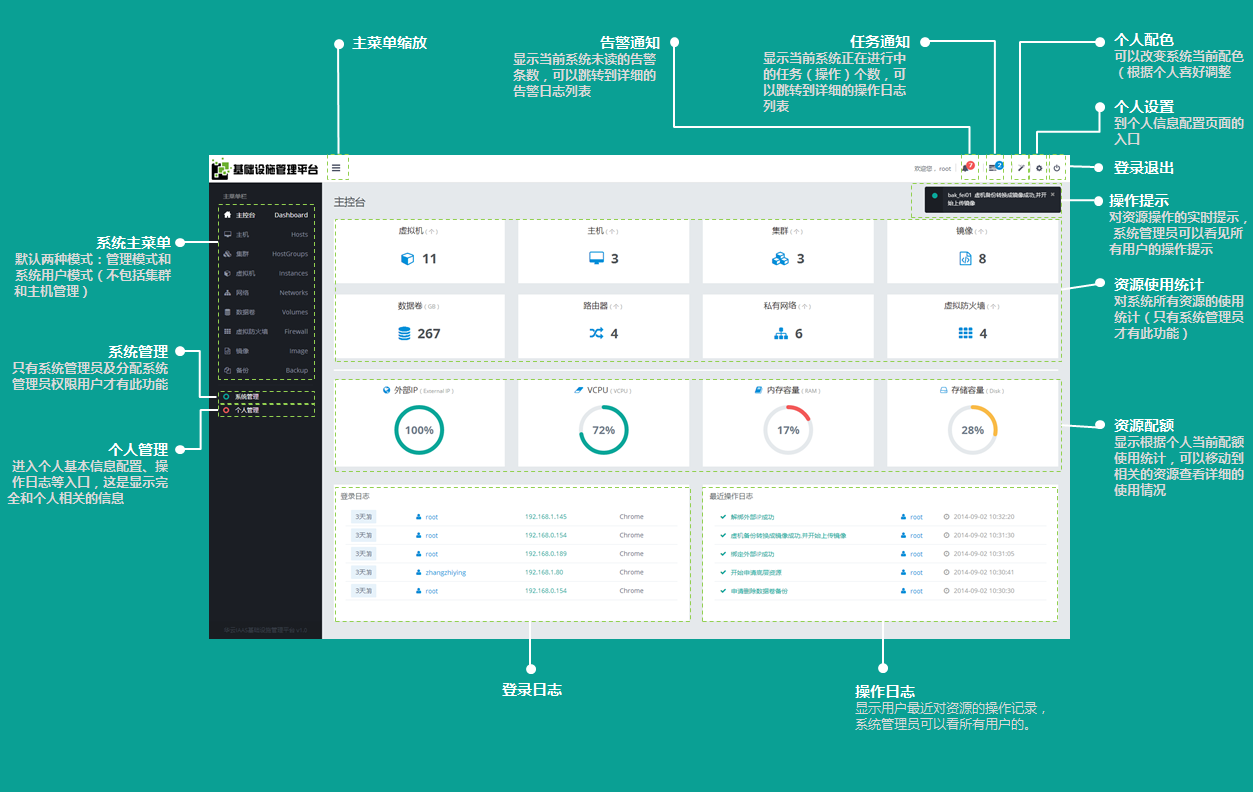 主菜单缩放
告警通知
显示当前系统未读的告警
条数，可以跳转到详细的
告警日志列表
任务通知
显示当前系统正在进行中
的任务（操作）个数，可
以跳转到详细的操作日志
列表
个人配色
可以改变系统当前配色
（根据个人喜好调整
个人设置
到个人信息配置页面的
入口
登录退出
操作提示
对资源操作的实时提示，
系统管理员可以看见所
有用户的操作提示
资源使用统计
对系统所有资源的使用
统计（只有系统管理员
才有此功能）
资源配额
显示根据个人当前配额
使用统计，可以移动到
相关的资源查看详细的
使用情况
系统主菜单
默认两种模式：管理模式和
系统用户模式（不包括集群
和主机管理）
系统管理
只有系统管理员及分配系统
管理员权限用户才有此功能
个人管理
进入个人基本信息配置、操
作日志等入口，这是显示完
全和个人相关的信息
基础设施管理平台
欢迎您，root
7
2
bak_fei01 虚机备份转换成镜像成功,并开
始上传镜像
主菜单栏
主控台 Dashboard
主机 Hosts
集群 HostGroups
虚拟机 Instances
网络 Networks
数据卷 Volumes
虚拟防火墙 Firewall
镜像 Image
备份 Backup
系统管理
个人管理
主控台
虚拟机 (个)
11
主机 (个)
3
集群 (个)
3
镜像 (个)
8
数据卷 (GB)
267
路由器 (个)
4
私有网络 (个)
6
虚拟防火墙 (个)
4
外部IP (External IP)
100%
VCPU (VCPU)
72%
内存容量 (RAM)
17%
存储容量 (Disk)
28%
登录日志
3天前 root 192.168.1.145 Chrome
3天前 root 192.168.0.154 Chrome
3天前 root 192.168.0.189 Chrome
3天前 zhangzhiying 192.168.1.80 Chrome
3天前 root 192.168.0.154 Chrome
最近操作日志
解绑外部IP成功 root 2014-09-02 10:32:20
虚机备份转换成镜像成功,并开始上传镜像 root 2014-09-02 10:31:30
绑定外部IP成功 root 2014-09-02 10:31:05
开始申请底层资源 root 2014-09-02 10:30:41
申请删除数据卷备份 root 2014-09-02 10:30:30
登录日志
操作日志
显示用户最近对资源的操作记录，
系统管理员可以看所有用户的。